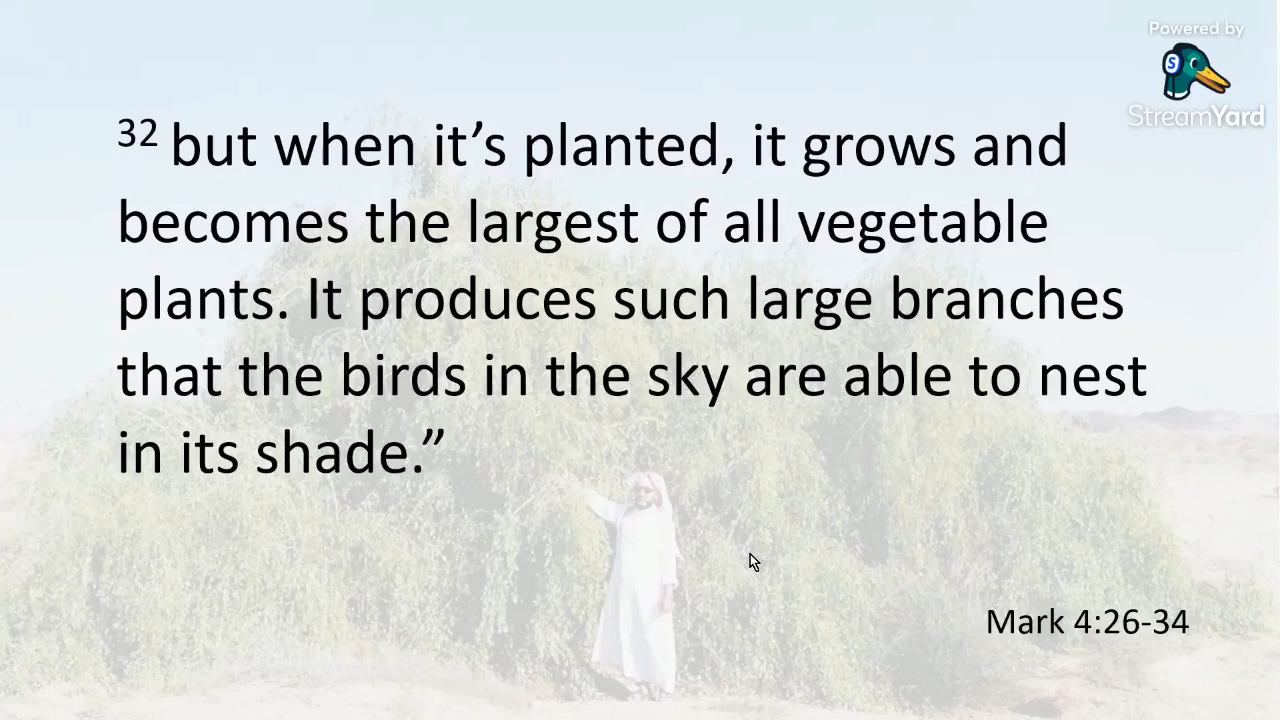 Powered by
StreamYard
32 but when it’s planted, it grows and
becomes the largest of all vegetable
plants. It produces such large branches
that the birds in the sky are able to nest
in its shade.”
Mark 4:26-34